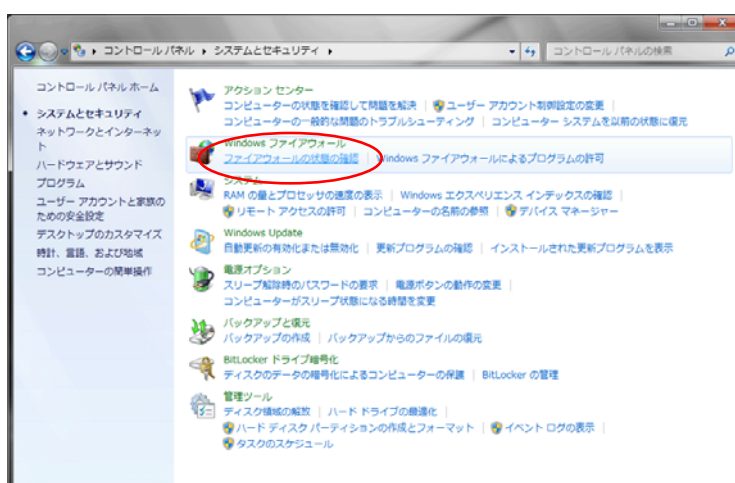 コントロール パネル ▸ システムとセキュリティ ▸
コントロール パネルの検索
コントロール パネル ホーム
システムとセキュリティ
ネットワークとインターネッ
ト
ハードウェアとサウンド
プログラム
ユーザー アカウントと家族の
ための安全設定
デスクトップのカスタマイズ
時計、言語、および地域
コンピューターの簡単操作
アクション センター
コンピューターの状態を確認して問題を解決 | ユーザー アカウント制御設定の変更 |
コンピューターの一般的な問題のトラブルシューティング | コンピューター システムを以前の状態に復元
Windows ファイアウォール
ファイアウォールの状態の確認 | Windows ファイアウォールによるプログラムの許可
システム
RAM の量とプロセッサの速度の表示 | Windows エクスペリエンス インデックスの確認 |
リモート アクセスの許可 | コンピューターの名前の参照 | デバイス マネージャー
Windows Update
自動更新の有効化または無効化 | 更新プログラムの確認 | インストールされた更新プログラムを表示
電源オプション
スリープ解除時のパスワードの要求 | 電源ボタンの動作の変更 |
コンピューターがスリープ状態になる時間を変更
バックアップと復元
バックアップの作成 | バックアップからのファイルの復元
BitLocker ドライブ暗号化
ディスクのデータの暗号化によるコンピューターの保護 | BitLocker の管理
管理ツール
ディスク領域の解放 | ハード ドライブの最適化 |
ハード ディスク パーティションの作成とフォーマット | イベント ログの表示 |
タスクのスケジュール